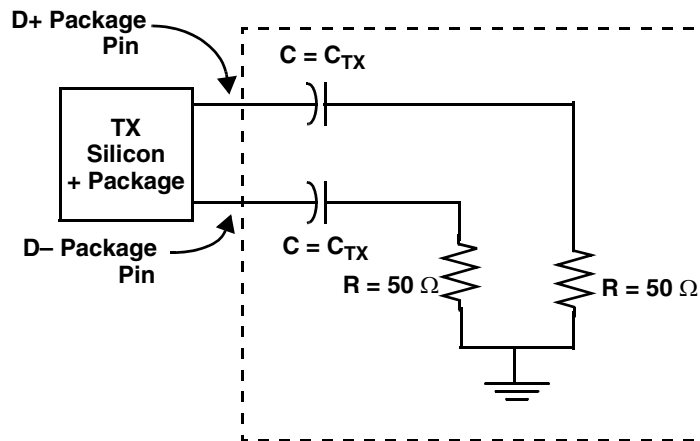 D+ Package
Pin
C = CTX
TX
Silicon
+ Package
D– Package
Pin
C = CTX
R = 50 Ω
R = 50 Ω